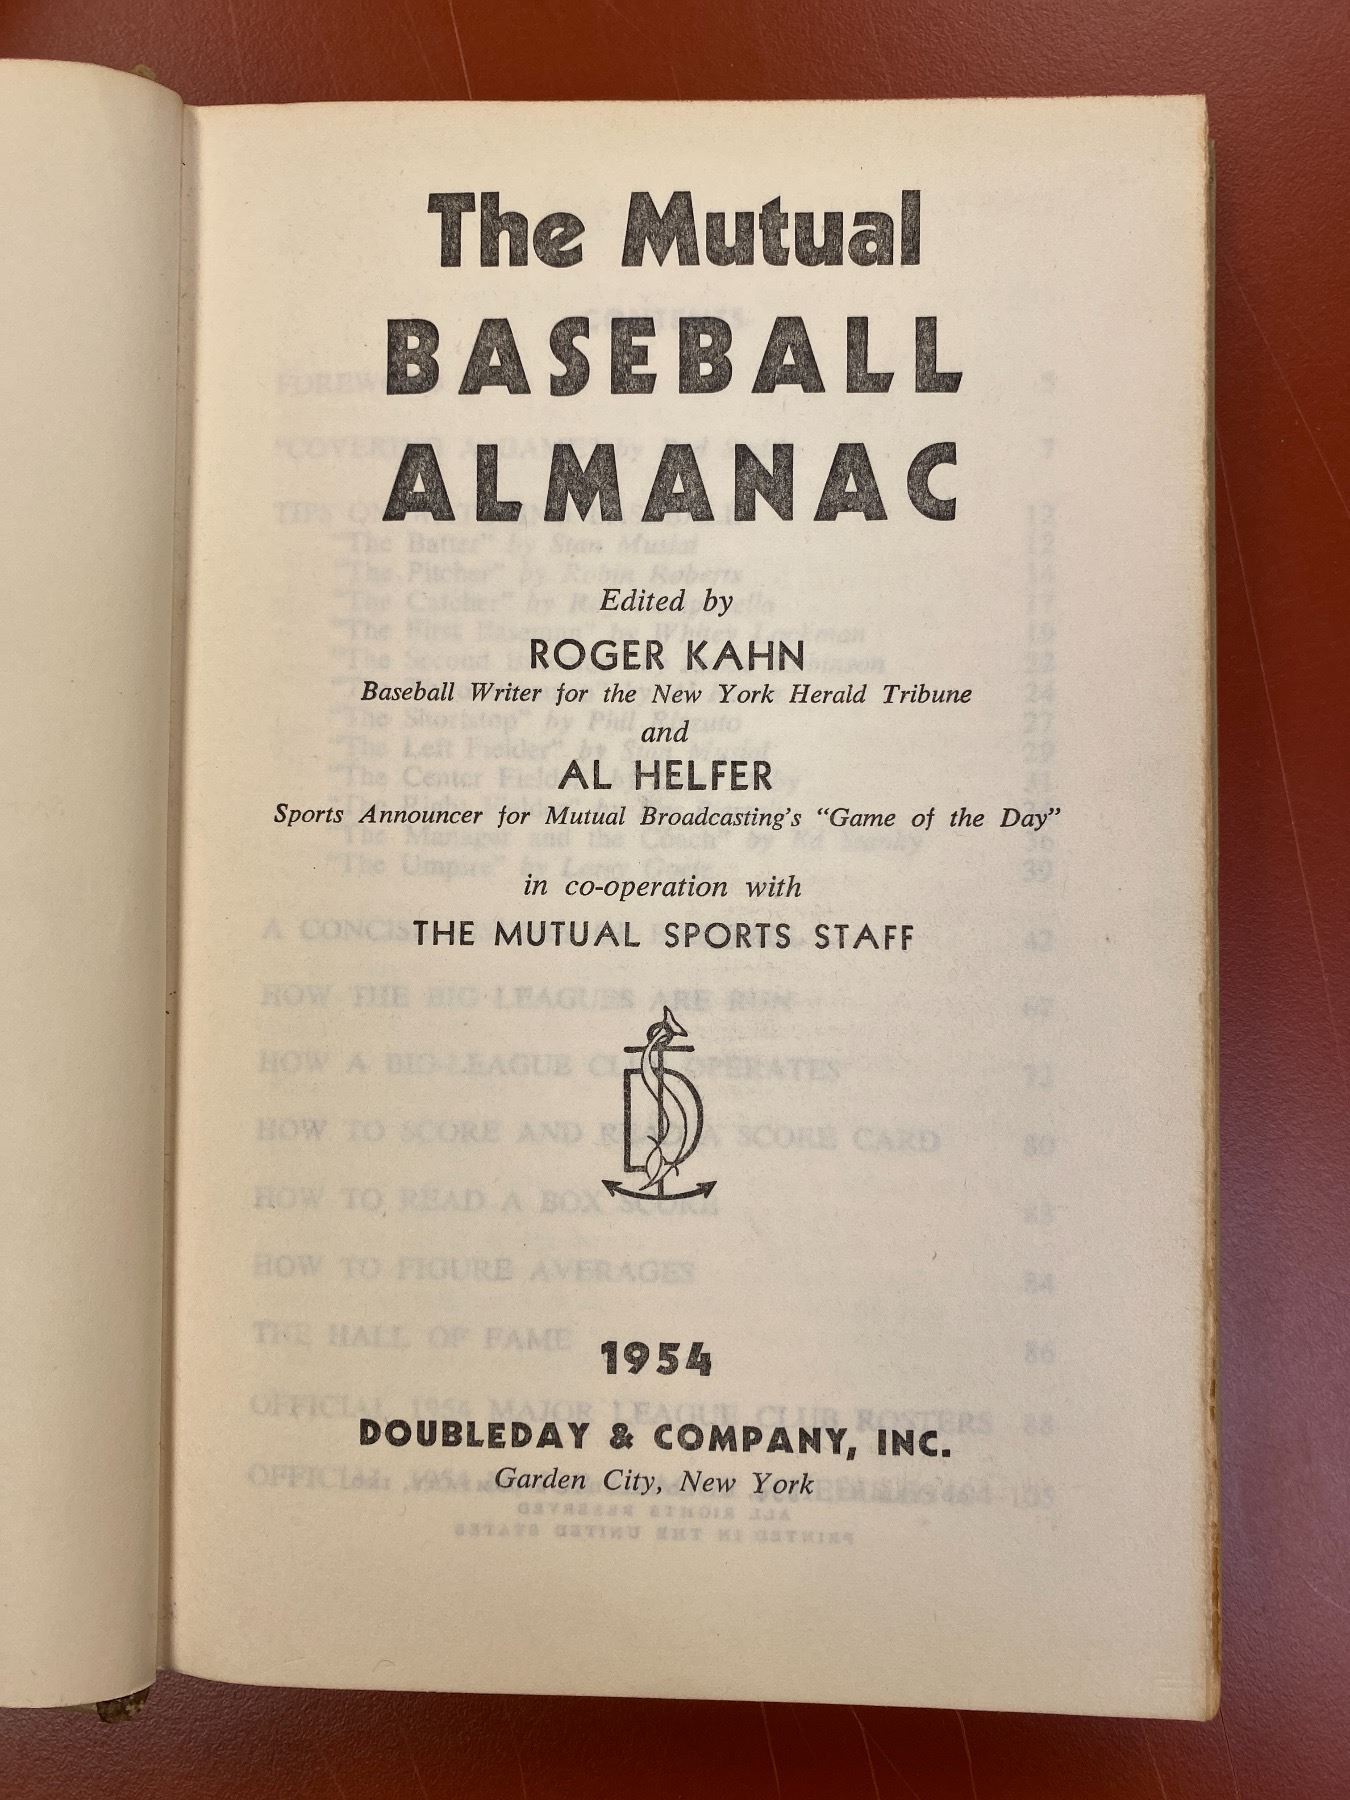 The Mutual
BASEBALL
ALMANAC
Edited by
ROGER KAHN
Baseball Writer for the New York Herald Tribune
and
AL HELFER
Sports Announcer for Mutual Broadcasting's “Game of the Day”
in co-operation with
THE MUTUAL SPORTS STAFF
D
1954
DOUBLEDAY & COMPANY, INC.
Garden City, New York